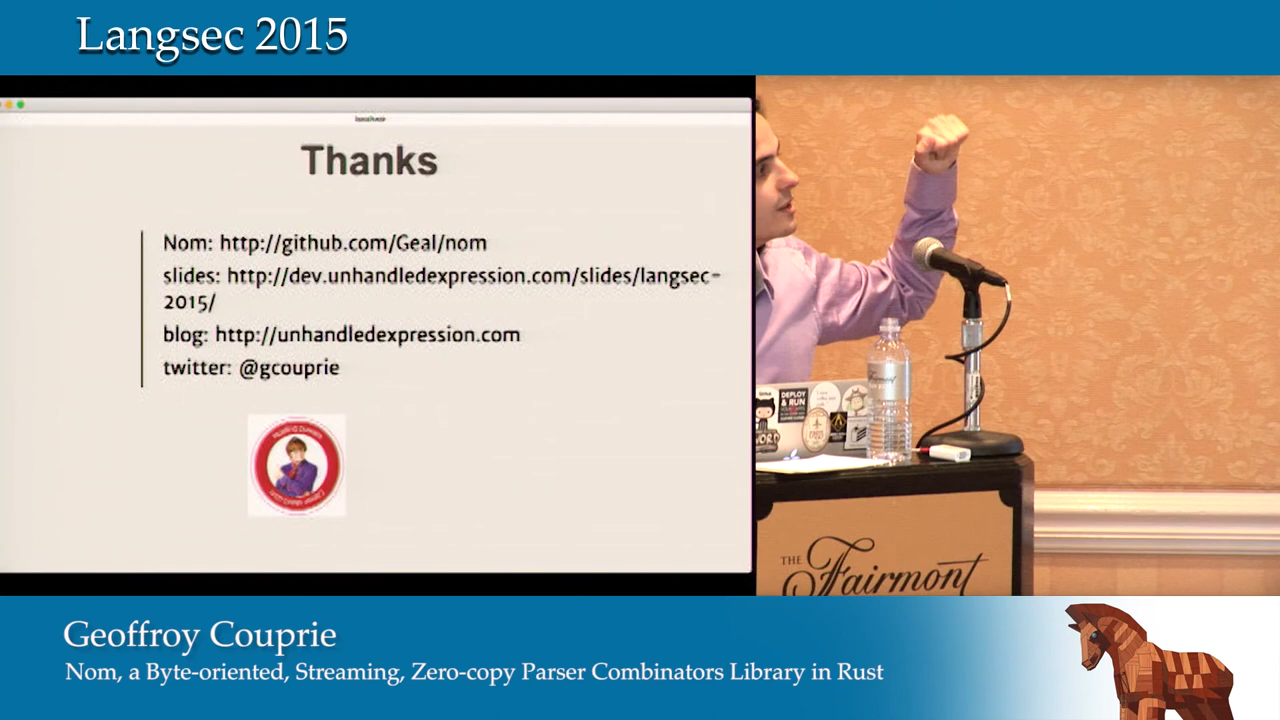 Langsec 2015
Thanks
Nom: http://github.com/Geal/nom
slides: http://dev.unhandledexpression.com/slides/langsec-
2015/
blog: http://unhandledexpression.com
twitter: @gcouprie
DEPLOY
& RUN
THE Fairmont
Geoffroy Couprie
Nom, a Byte-oriented, Streaming, Zero-copy Parser Combinators Library in Rust